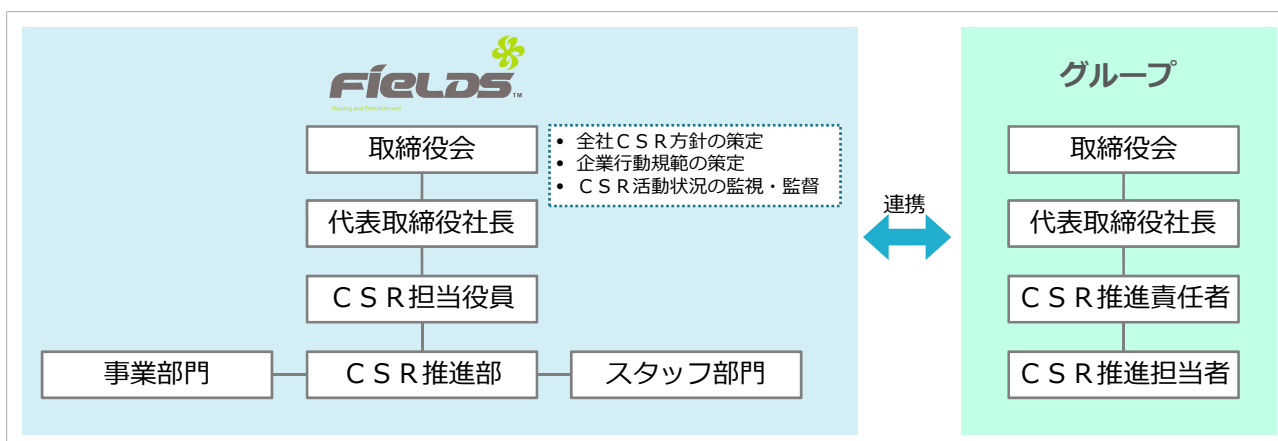 FIELDS™
取締役会
・全社ＣＳＲ方針の策定
・企業行動規範の策定
・ＣＳＲ活動状況の監視・監督
代表取締役社長
ＣＳＲ担当役員
事業部門
ＣＳＲ推進部
スタッフ部門
連携
グループ
取締役会
代表取締役社長
ＣＳＲ推進責任者
ＣＳＲ推進担当者